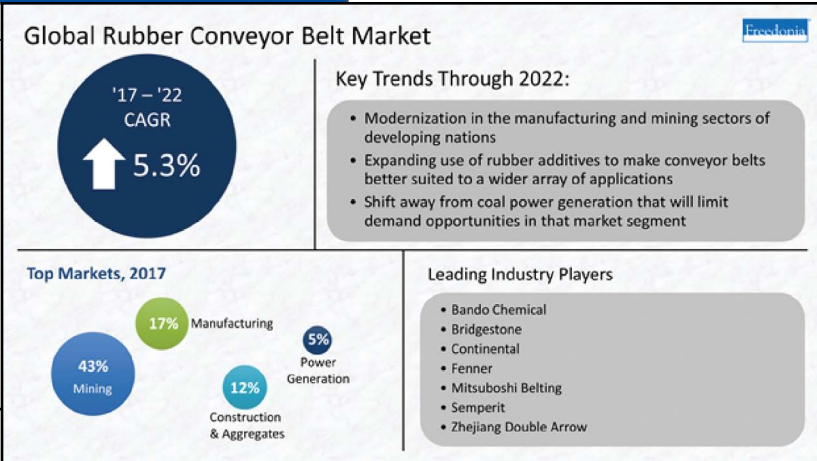 Global Rubber Conveyor Belt Market
Freedonia
'17 – '22
CAGR
5.3%
Key Trends Through 2022:
• Modernization in the manufacturing and mining sectors of
developing nations
• Expanding use of rubber additives to make conveyor belts
better suited to a wider array of applications
• Shift away from coal power generation that will limit
demand opportunities in that market segment
Top Markets, 2017
43%
Mining
17%
Manufacturing
12%
Construction
& Aggregates
5%
Power
Generation
Leading Industry Players
• Bando Chemical
• Bridgestone
• Continental
• Fenner
• Mitsuboshi Belting
• Semperit
• Zhejiang Double Arrow